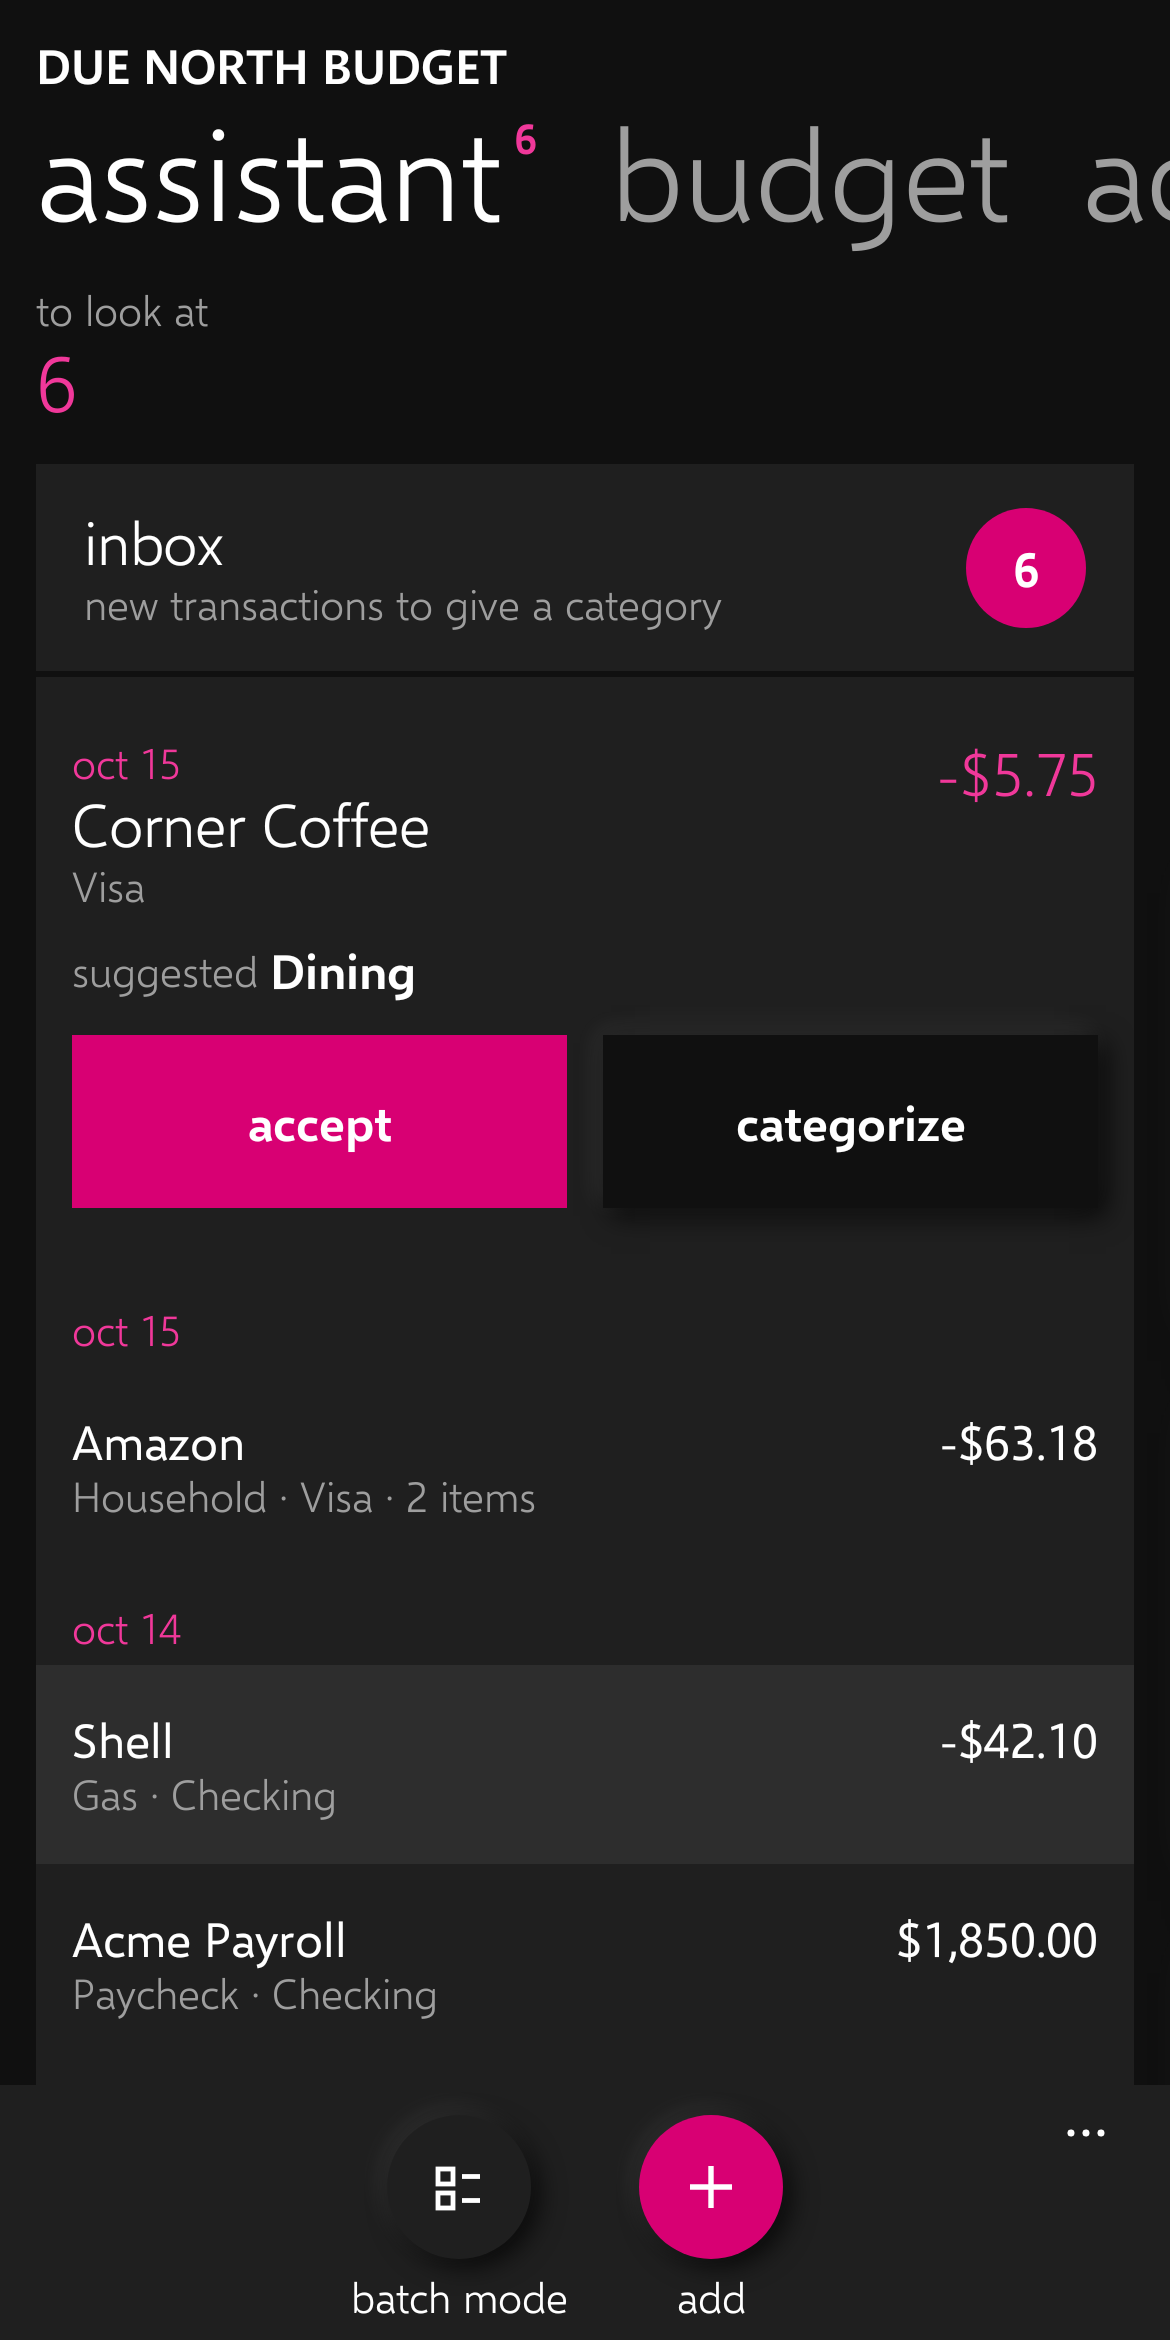 DUE NORTH BUDGET
assistant 6 budget ac
to look at
6
inbox
new transactions to give a category
6
oct 15
-$5.75
Corner Coffee
Visa
suggested Dining
accept
categorize
oct 15
Amazon
-$63.18
Household · Visa · 2 items
oct 14
Shell
-$42.10
Gas · Checking
Acme Payroll
$1,850.00
Paycheck · Checking
...
batch mode
add